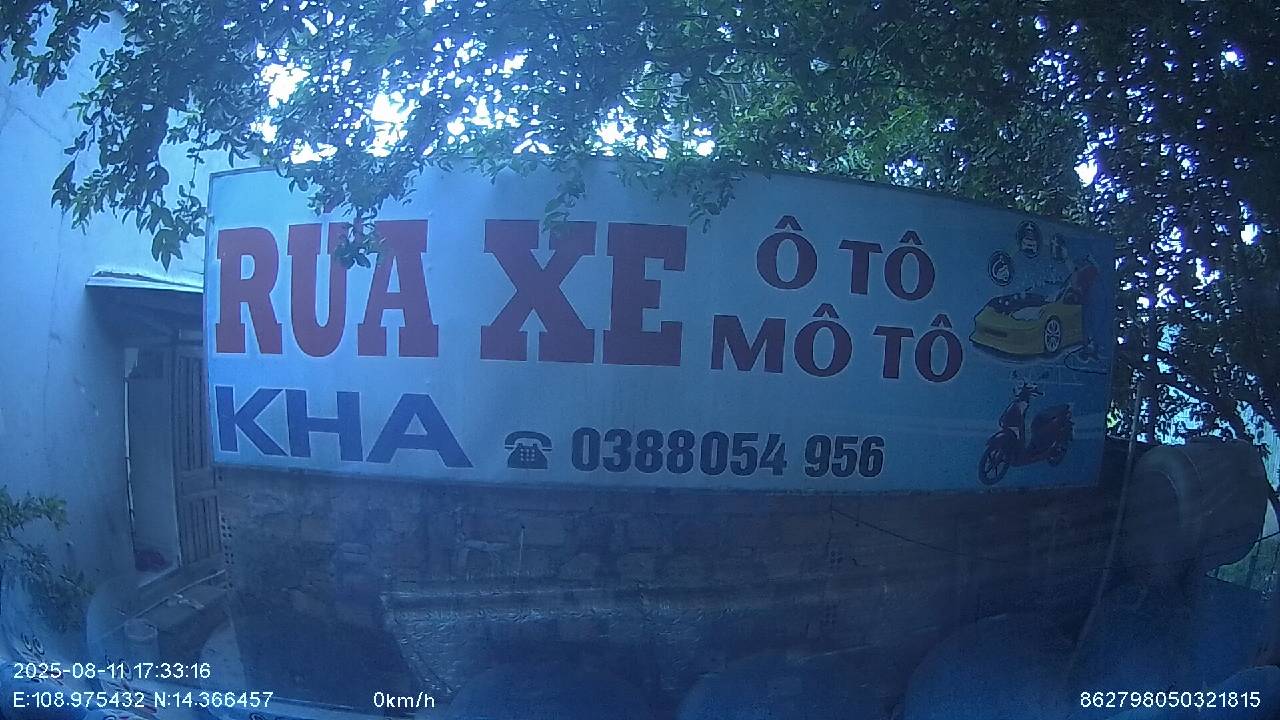 RỬA XE
Ô TÔ
MÔ TÔ
KHA
☎ 0388054 956
2025-08-11 17:33:16
E:108.975432 N:14.366457
0km/h
862798050321815